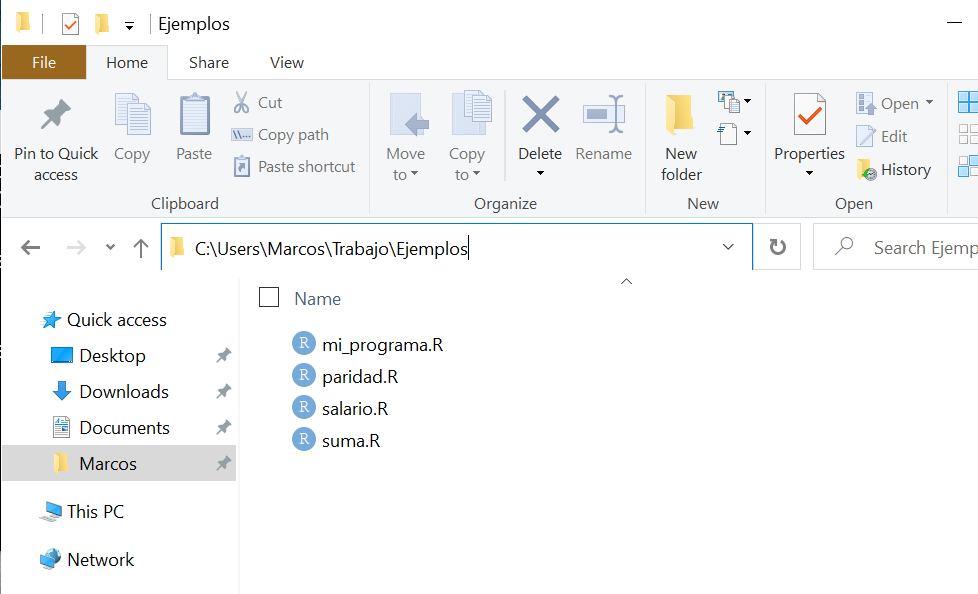 Ejemplos
File Home Share View
Pin to Quick access
Copy
Paste
Cut
Copy path
Paste shortcut
Clipboard
Move to
Copy to
Delete
Rename
Organize
New folder
New
Properties
Open
Edit
History
Open
C:\Users\Marcos\Trabajo\Ejemplos
Search Ejemp
Name
Quick access
Desktop
Downloads
Documents
Marcos
This PC
Network
R mi_programa.R
R paridad.R
R salario.R
R suma.R